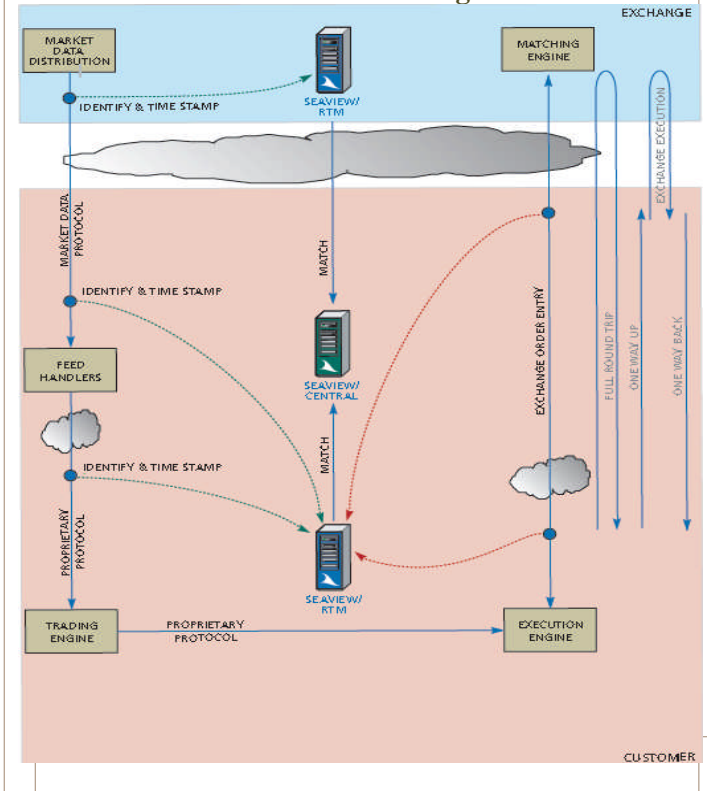 EXCHANGE
MARKET
DATA
DISTRIBUTION
MATCHING
ENGINE
IDENTIFY & TIME STAMP
SEAVIEW/
RTM
EXCHANGE EXECUTION
MARKET DATA
PROTOCOL
MATCH
IDENTIFY & TIME STAMP
SEAVIEW/
CENTRAL
EXCHANGE ORDER ENTRY
FULL ROUND TRIP
ONE WAY UP
ONE WAY BACK
FEED
HANDLERS
MATCH
IDENTIFY & TIME STAMP
PROPRIETARY
PROTOCOL
SEAVIEW/
RTM
TRADING
ENGINE
PROPRIETARY
PROTOCOL
EXECUTION
ENGINE
CUSTOMER